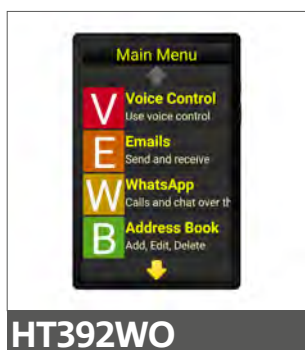 Main Menu
V
Voice Control
Use voice control
E
Emails
Send and receive
W
WhatsApp
Calls and chat over th
B
Address Book
Add, Edit, Delete
HT392WO